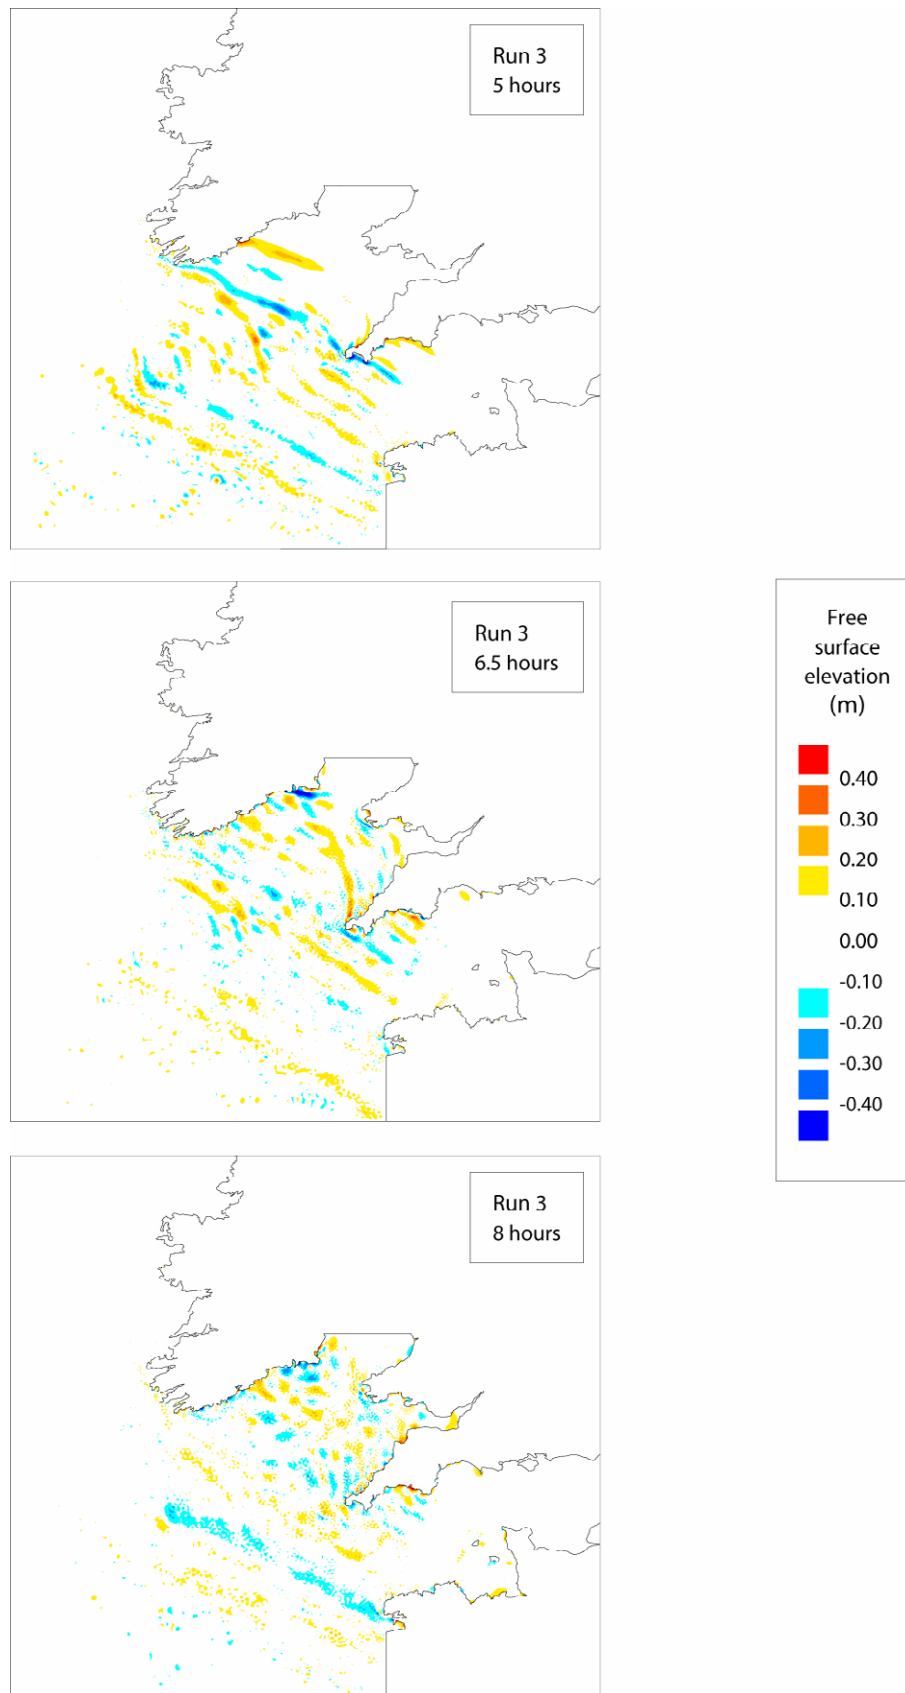 Run 3
5 hours
Run 3
6.5 hours
Free
surface
elevation
(m)
0.40
0.30
0.20
0.10
0.00
-0.10
-0.20
-0.30
-0.40
Run 3
8 hours